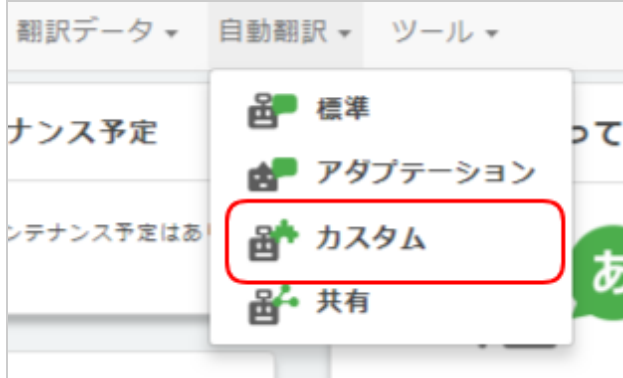 翻訳データ 自動翻訳 ツール
標準
ナンス予定
って
アダプテーション
ンテナンス予定はあ
カスタム
あ
共有